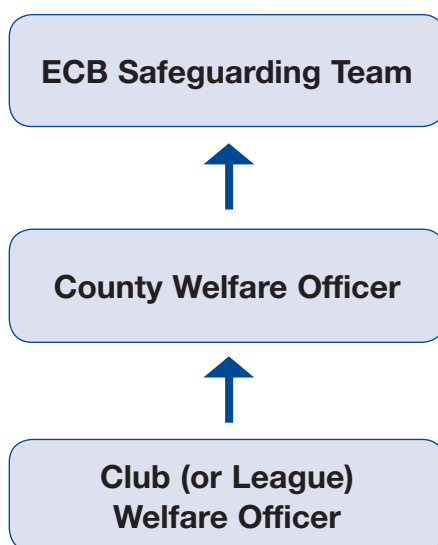 ECB Safeguarding Team
County Welfare Officer
Club (or League)
Welfare Officer